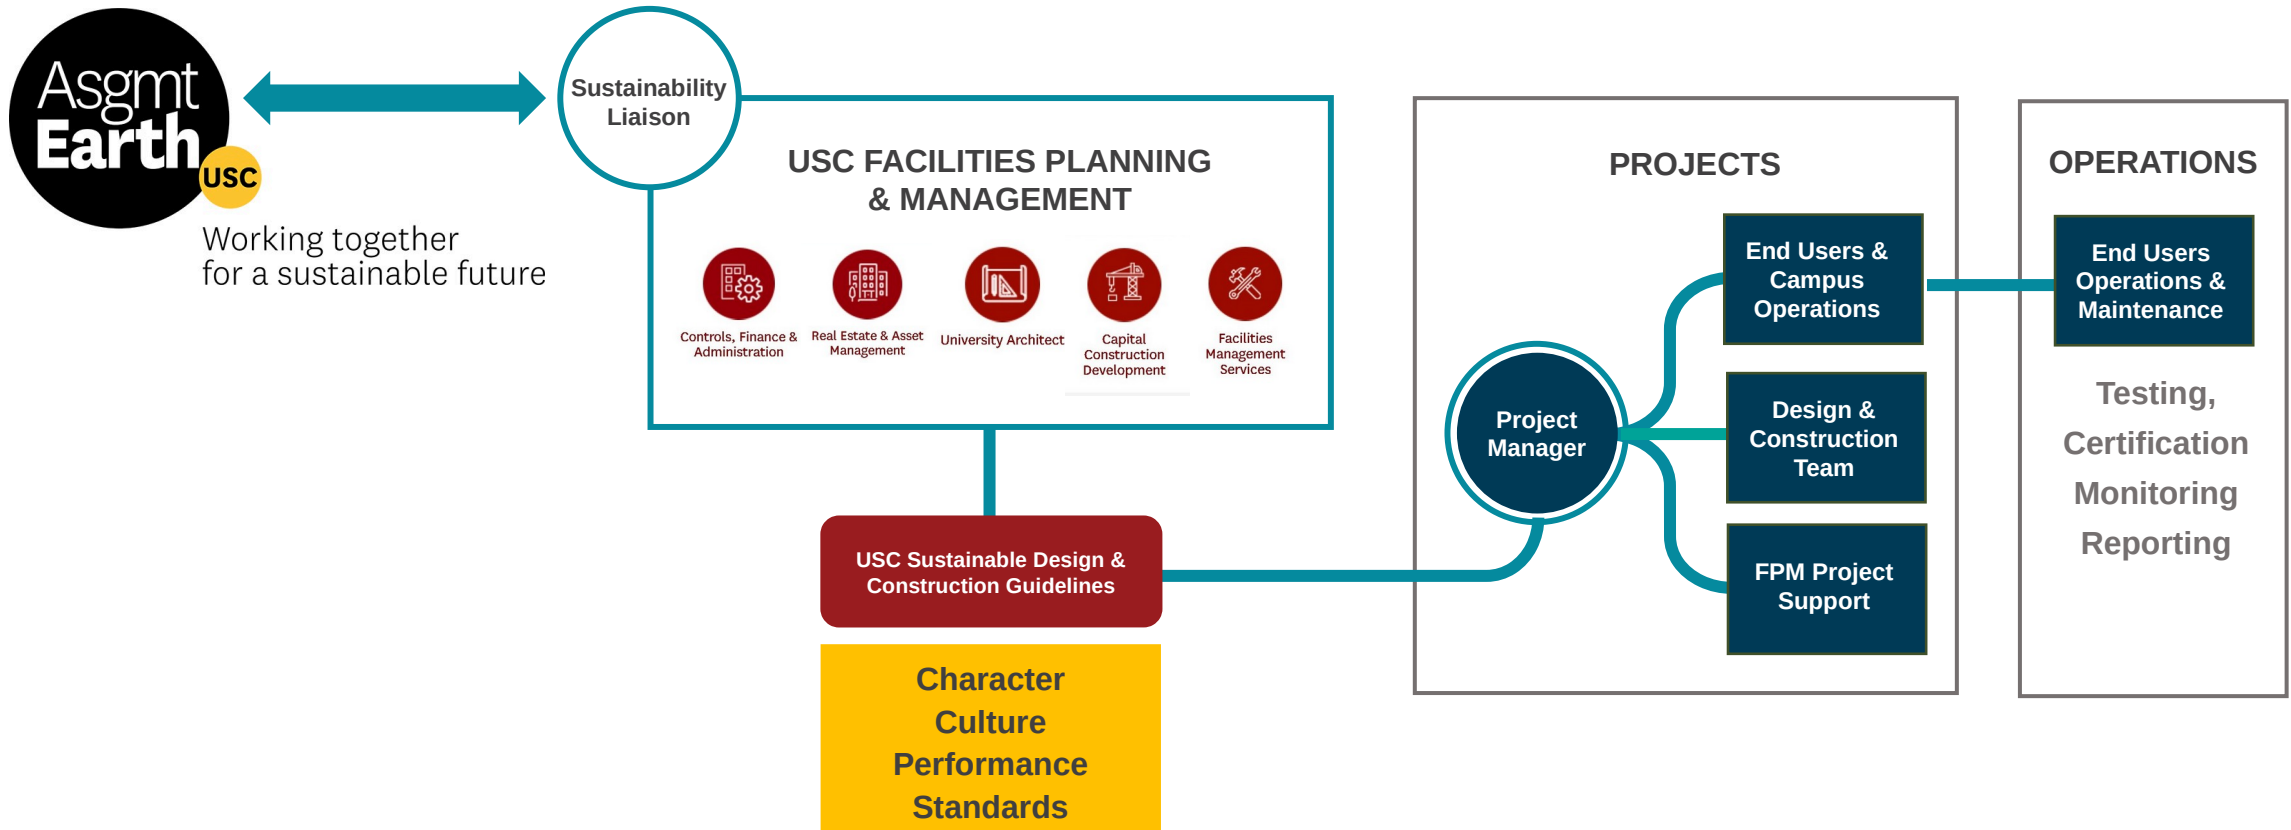 Asgmt
Earth
USC
Working together
for a sustainable future
Sustainability
Liaison
USC FACILITIES PLANNING
& MANAGEMENT
Controls, Finance &
Administration
Real Estate & Asset
Management
University Architect
Capital
Construction
Development
Facilities
Management
Services
USC Sustainable Design &
Construction Guidelines
Character
Culture
Performance
Standards
PROJECTS
Project
Manager
End Users &
Campus
Operations
Design &
Construction
Team
FPM Project
Support
OPERATIONS
End Users
Operations &
Maintenance
Testing,
Certification
Monitoring
Reporting